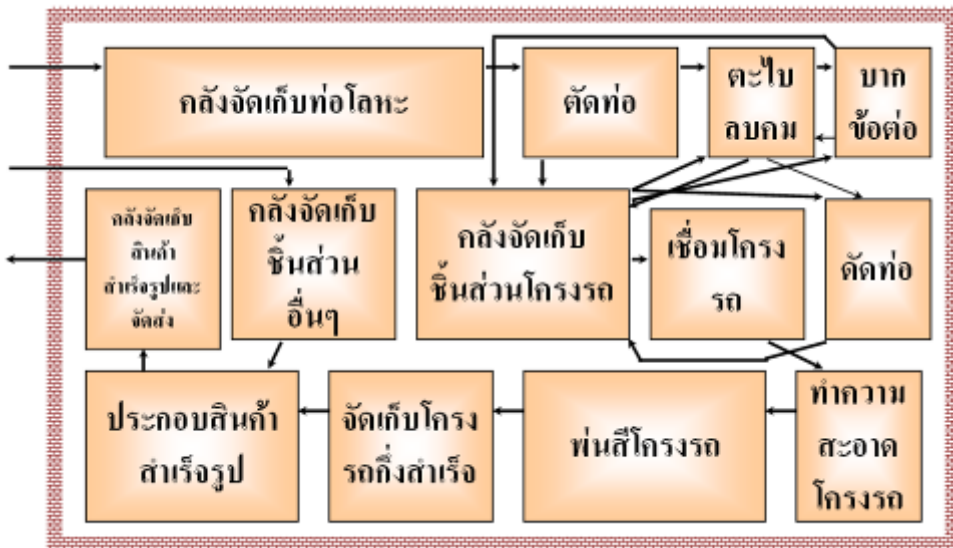 คลังจัดเก็บท่อโลหะ
ตัดท่อ
ตะไบ
ลบคม
บาก
ข้อต่อ
คลังจัดเก็บ
สินค้า
สำเร็จรูปและ
จัดส่ง
คลังจัดเก็บ
ชิ้นส่วน
อื่นๆ
คลังจัดเก็บ
ชิ้นส่วนโครงรถ
เชื่อมโครง
รถ
ดัดท่อ
ประกอบสินค้า
สำเร็จรูป
จัดเก็บโครง
รถกึ่งสำเร็จ
พ่นสีโครงรถ
ทำความ
สะอาด
โครงรถ